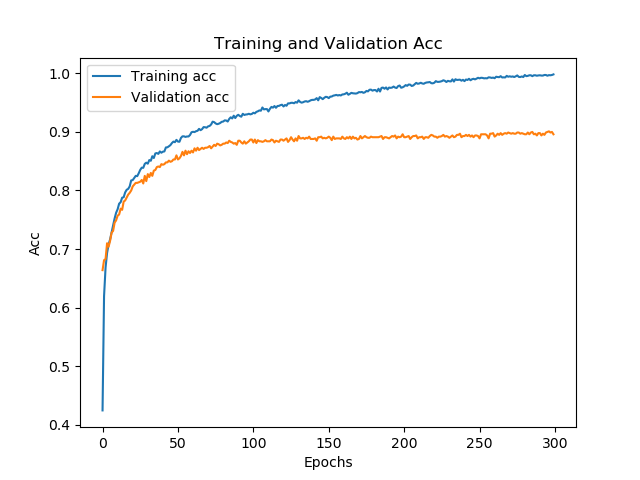 Training and Validation Acc
Training acc
Validation acc
1.0
0.9
0.8
0.7
0.6
0.5
0.4
Acc
0 50 100 150 200 250 300
Epochs